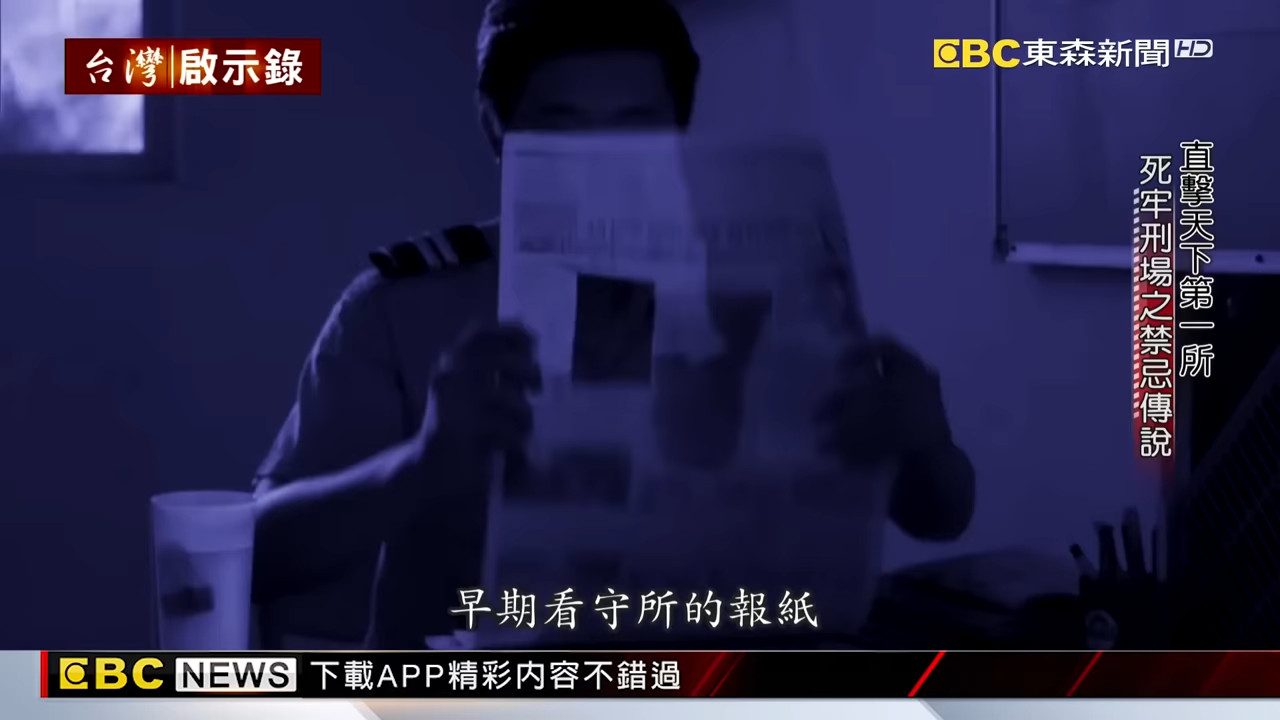 台灣啟示錄
EBC東森新聞HD
直擊天下第一所
死牢刑場之禁忌傳說
早期看守所的報紙
EBC NEWS 下載APP精彩內容不錯過